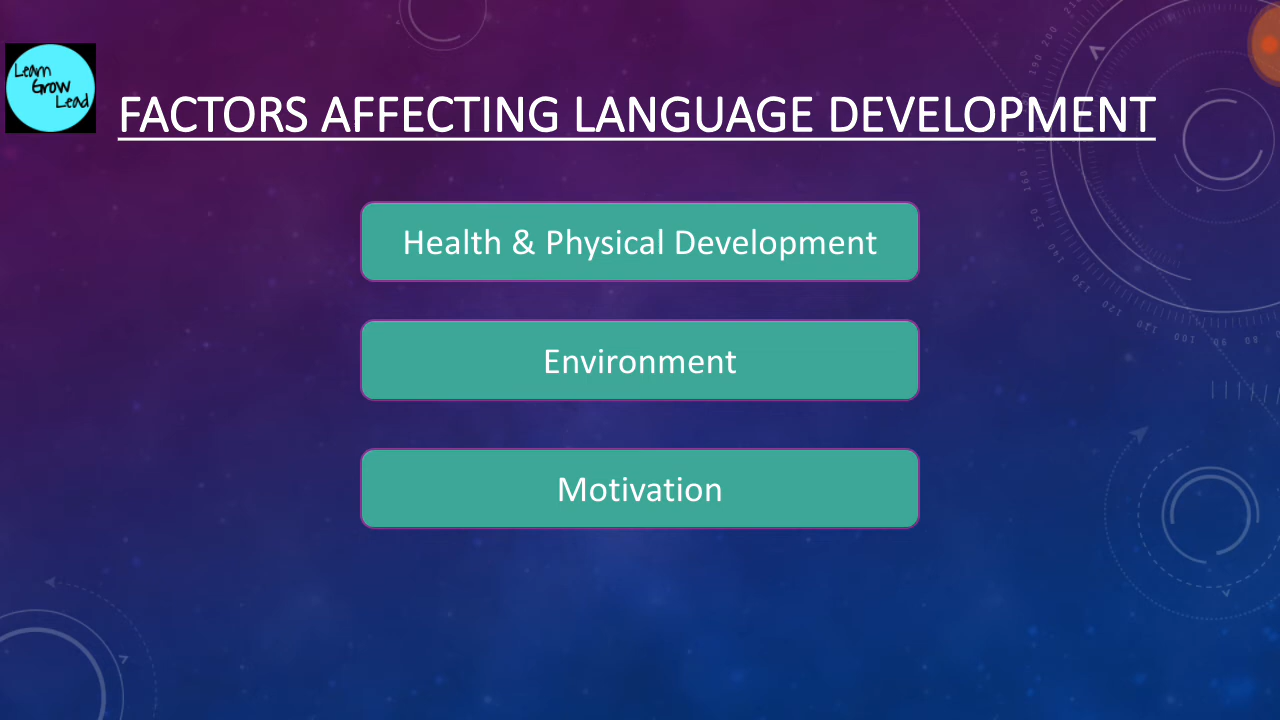 Learn
Grow
Lead
FACTORS AFFECTING LANGUAGE DEVELOPMENT
Health & Physical Development
Environment
Motivation